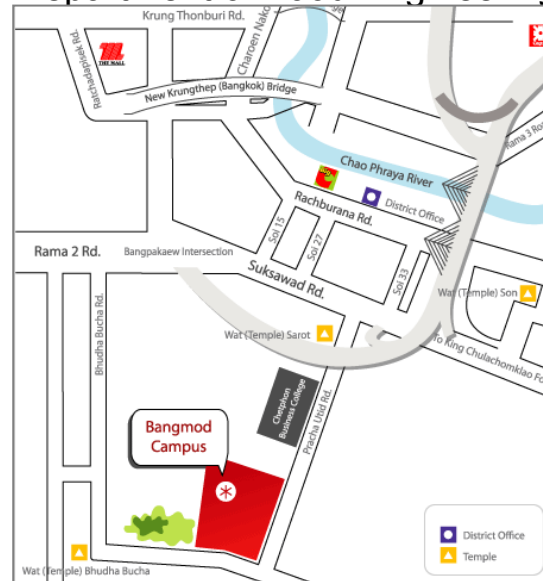 Krung Thonburi Rd.
Charoen Nako
Ratchadapisek Rd.
THE MALL
New Krungthep (Bangkok) Bridge
Rama 3 Roa
Chao Phraya River
District Office
Rachburana Rd.
Soi 15
Soi 27
Soi 33
Rama 2 Rd.
Bangpakaew Intersection
Suksawad Rd.
Wat (Temple) Son
Wat (Temple) Sarot
To King Chulachomklao Fo
Bhudha Bucha Rd.
Chetphon
Business College
Pracha Utid Rd.
Bangmod
Campus
Wat (Temple) Bhudha Bucha
District Office
Temple